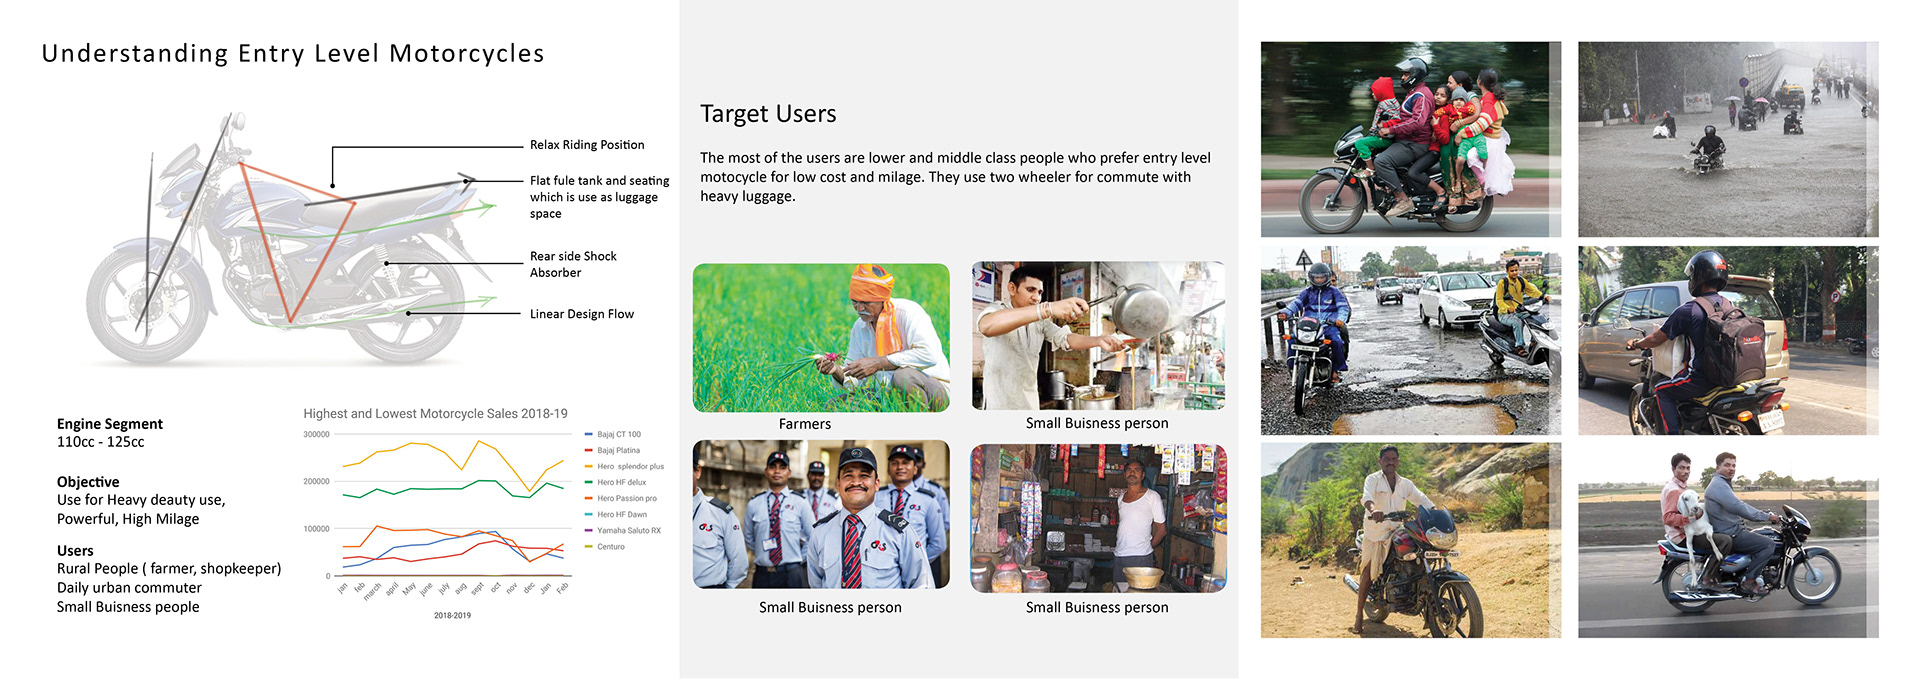 Understanding Entry Level Motorcycles
Relax Riding Position
Flat fule tank and seating
which is use as luggage
space
Rear side Shock
Absorber
Linear Design Flow
Engine Segment
110cc - 125cc
Objective
Use for Heavy deauty use,
Powerful, High Milage
Users
Rural People ( farmer, shopkeeper)
Daily urban commuter
Small Buisness people
Highest and Lowest Motorcycle Sales 2018-19
300000
200000
100000
0
jan
feb
march
april
May
june
july
aug
sept
oct
nov
dec
Jan
Feb
2018-2019
Bajaj CT 100
Bajaj Platina
Hero splendor plus
Hero HF delux
Hero Passion pro
Hero HF Dawn
Yamaha Saluto RX
Centuro
Target Users
The most of the users are lower and middle class people who prefer entry level
motocycle for low cost and milage. They use two wheeler for commute with
heavy luggage.
Farmers
Small Buisness person
G4S
Small Buisness person
Small Buisness person